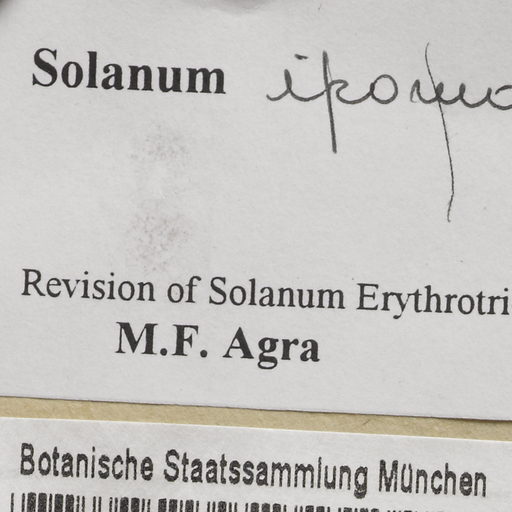 Solanum
Revision of Solanum Erythrotri
M.F. Agra
Botanische Staatssammlung München